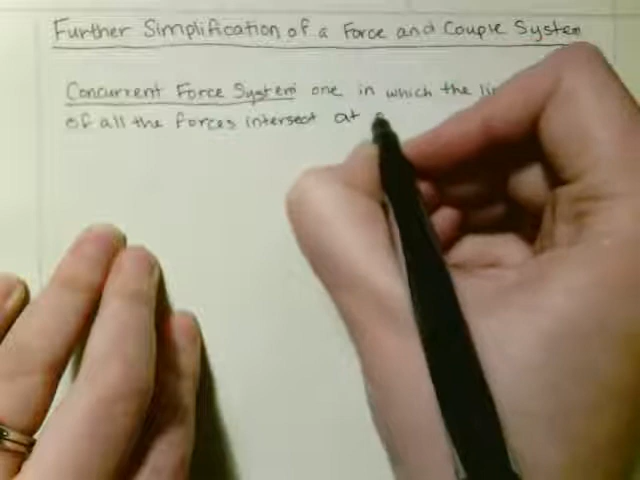 Further Simplification of a Force and Couple System
Concurrent Force System one in which the
of all the forces intersect at